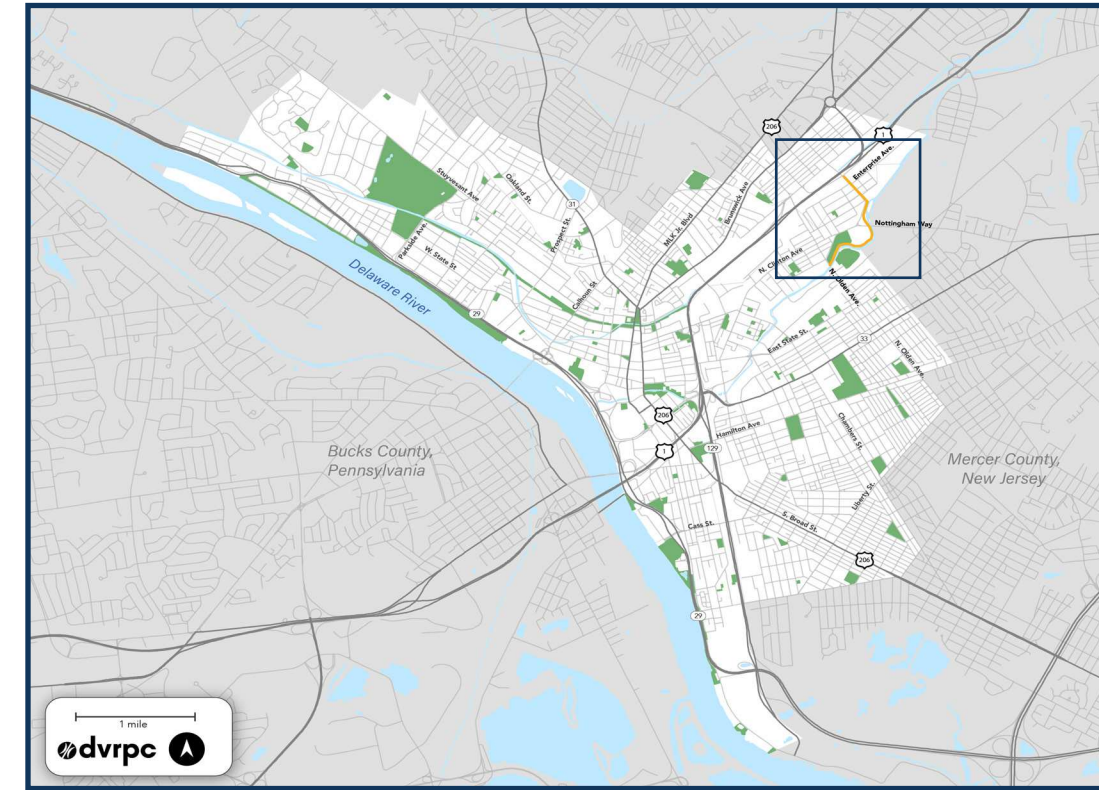 206
1
Enterprise Ave.
Stuyvesant Ave
Oakland St.
31
Prospect St.
MLK Jr. Blvd
Brunswick Ave
Nottingham Way
Parkside Ave.
W. State St
N. Clinton Ave
Delaware River
Calhoun St
N. Olden Ave.
29
East State St.
33
N. Olden Ave.
206
Chambers St.
Hamilton Ave
1
129
Bucks County,
Pennsylvania
Mercer County,
New Jersey
Liberty St.
S. Broad St.
Cass St.
206
29
1 mile
dvrpc